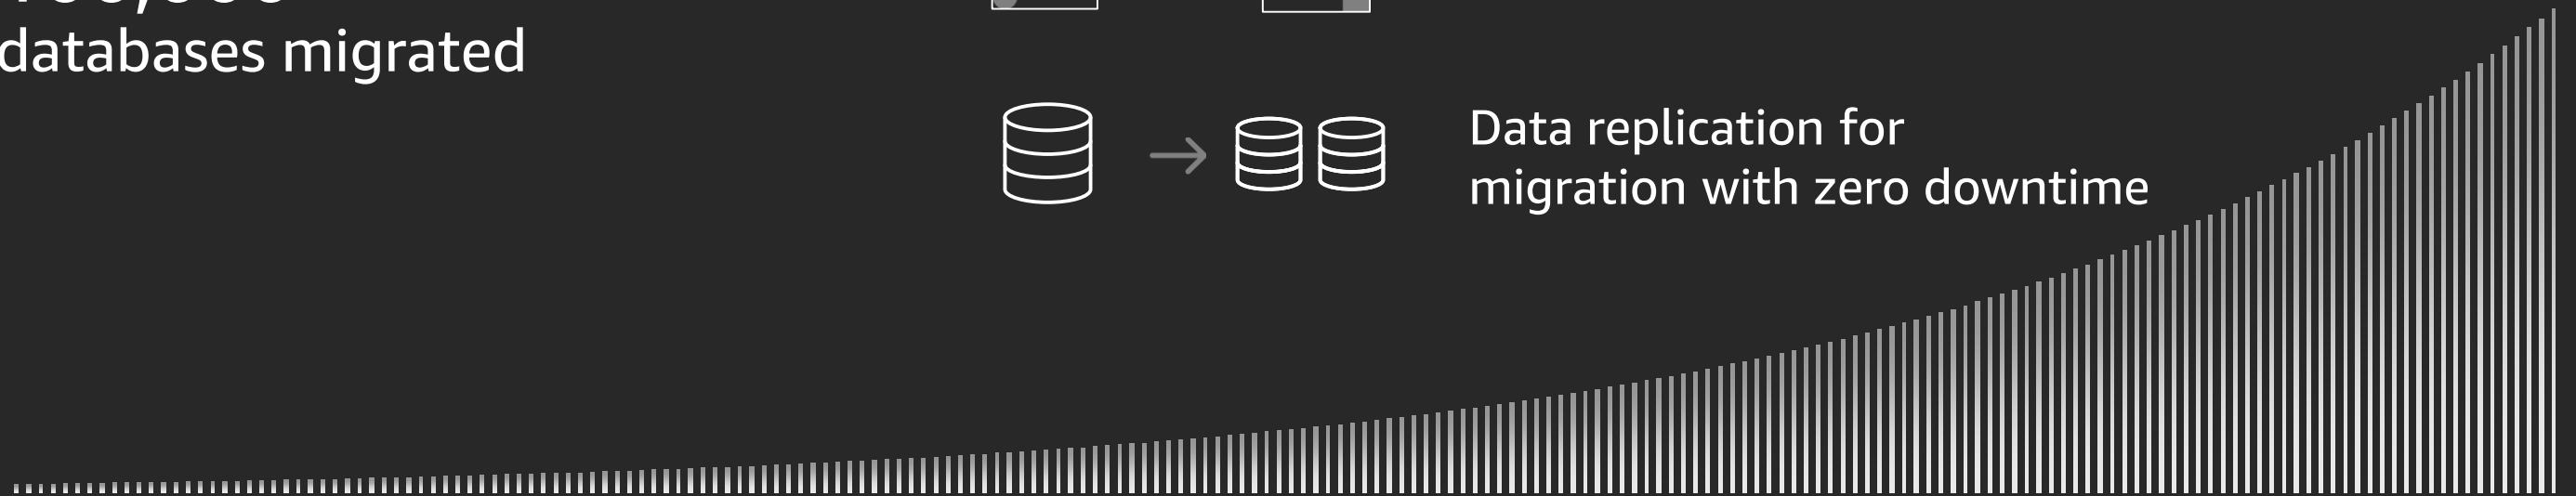 databases migrated
Data replication for
migration with zero downtime